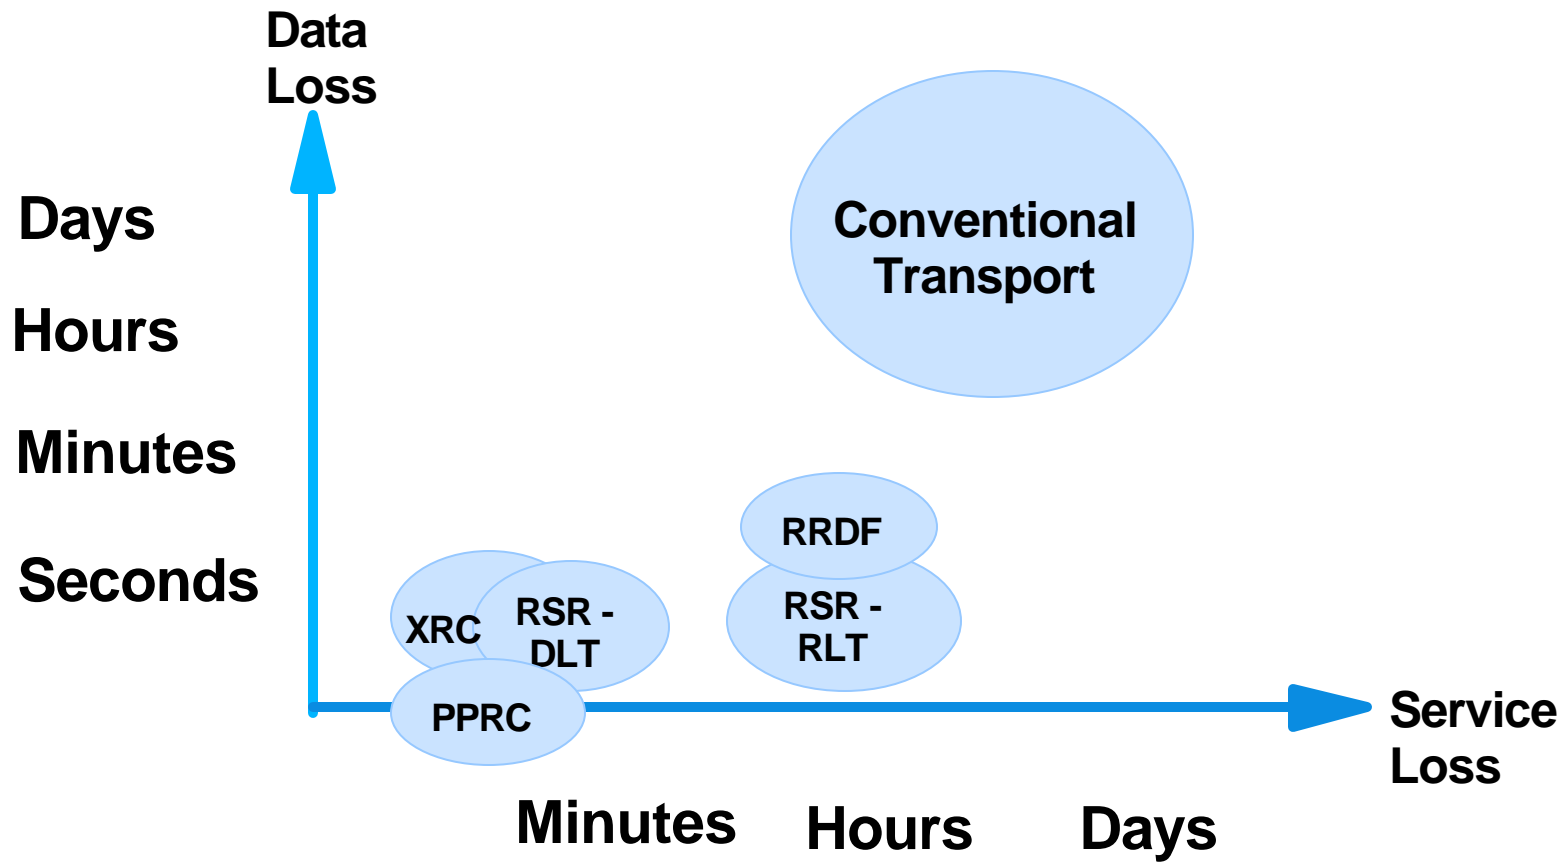 Data
Loss
Days
Hours
Minutes
Seconds
Conventional
Transport
RRDF
RSR -
RLT
XRC
RSR -
DLT
PPRC
Service
Loss
Minutes
Hours
Days